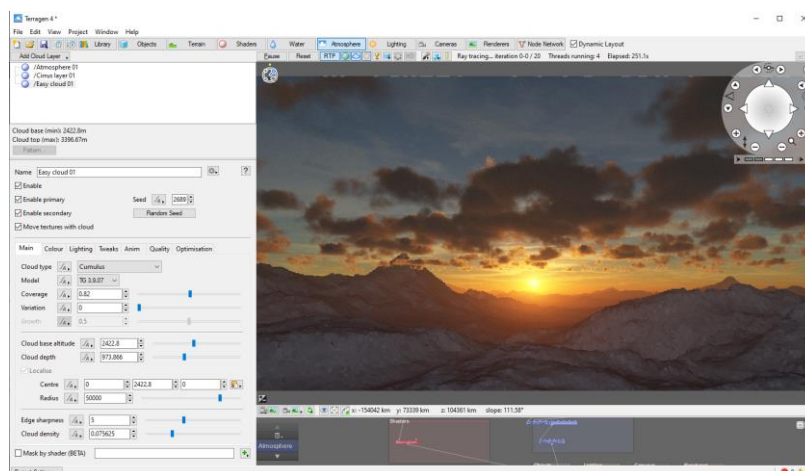 Terragen 4 *
File Edit View Project Window Help
Library Objects Terrain Shaders Water Atmosphere Lighting Cameras Renderers Node Network Dynamic Layout
Add Cloud Layer
Pause Reset RTP Ray tracing... iteration 0-0 / 20 Threads running: 4 Elapsed: 251.1s
/Atmosphere 01
/Cirrus layer 01
/Easy cloud 01
Cloud base (min): 2422.8m
Cloud top (max): 3396.67m
Name Easy cloud 01 ?
Enable
Enable primary Seed 2689
Enable secondary Random Seed
Move textures with cloud
Main Colour Lighting Tweaks Anim Quality Optimisation
Cloud type Cumulus
Model TG 3.9.07
Coverage 0.82
Variation 0
Growth 0.5
Cloud base altitude 2422.8
Cloud depth 973.866
Localise
Centre 0 2422.8 0
Radius 50000
Edge sharpness 5
Cloud density 0.075625
Mask by shader (BETA)
x: -154042 km y: 73339 km z: 104361 km slope: 111.58°
Shaders
Atmosphere